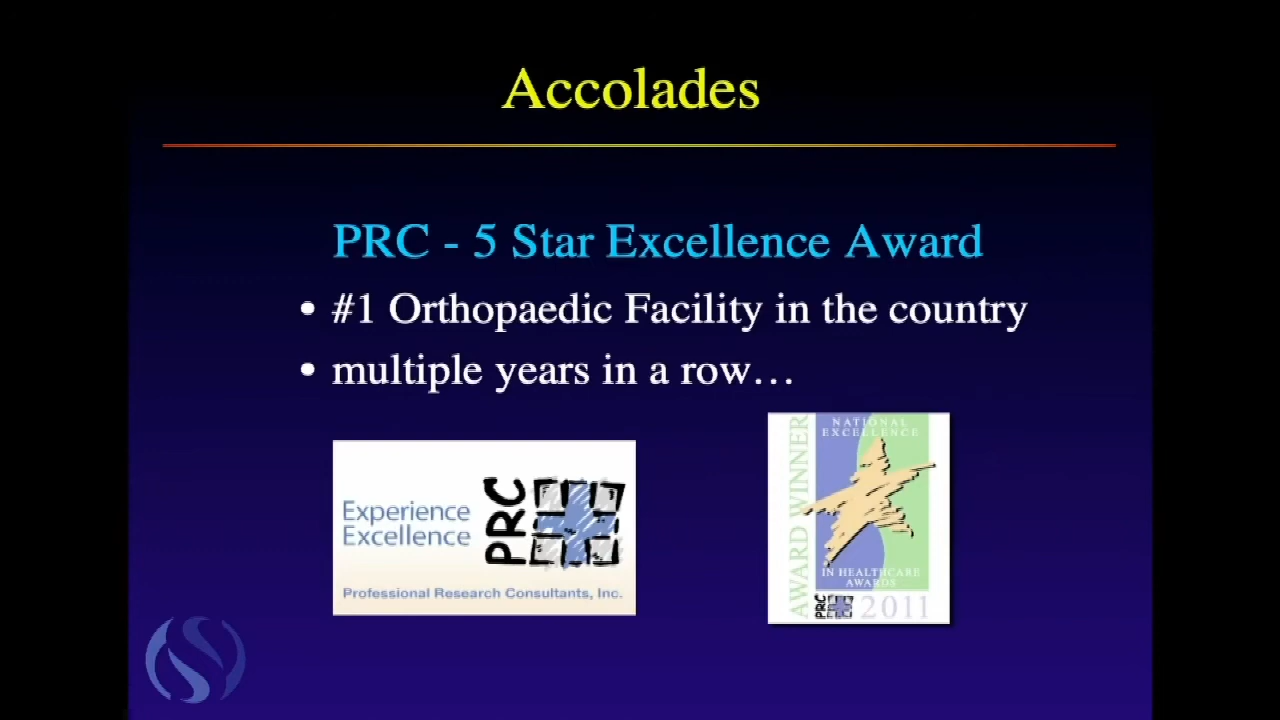 Accolades
PRC - 5 Star Excellence Award
• #1 Orthopaedic Facility in the country
• multiple years in a row…
Experience
Excellence
PRC
Professional Research Consultants, Inc.
AWARD WINNER
NATIONAL
EXCELLENCE
IN HEALTHCARE
AWARDS
PRC
2011